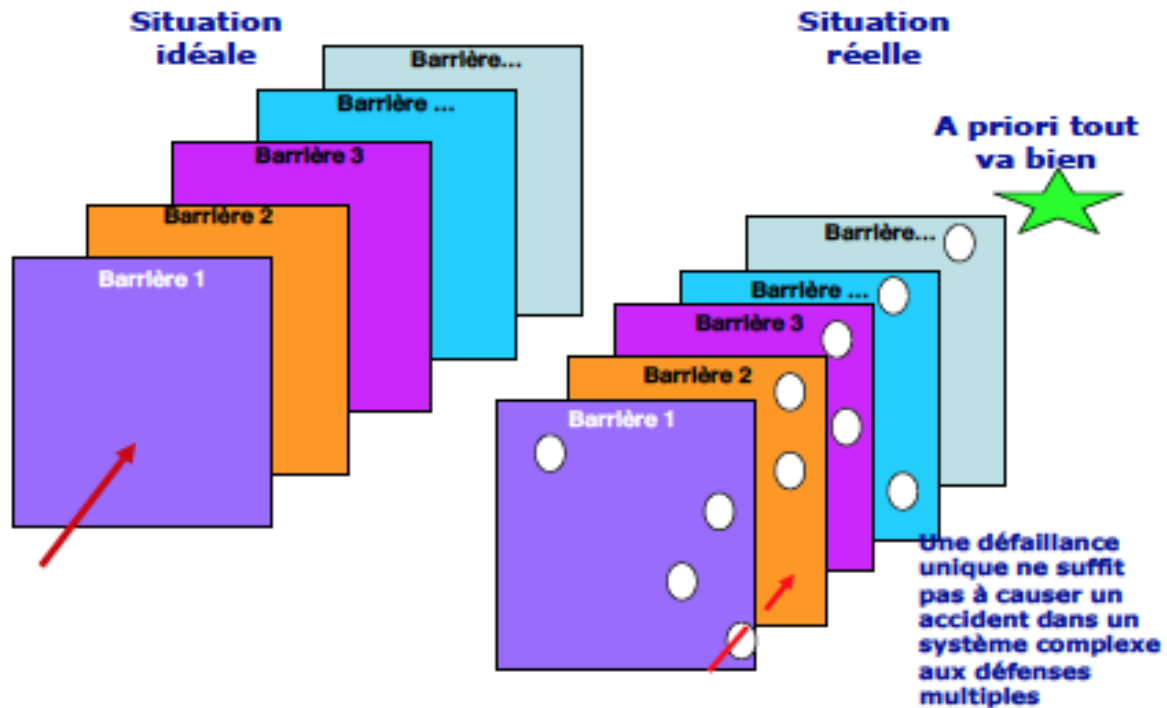 Situation
idéale
Barrière...
Barrière ...
Barrière 3
Barrière 2
Barrière 1
Situation
réelle
A priori tout
va bien
Barrière...
Barrière ...
Barrière 3
Barrière 2
Barrière 1
Une défaillance
unique ne suffit
pas à causer un
accident dans un
système complexe
aux défenses
multiples